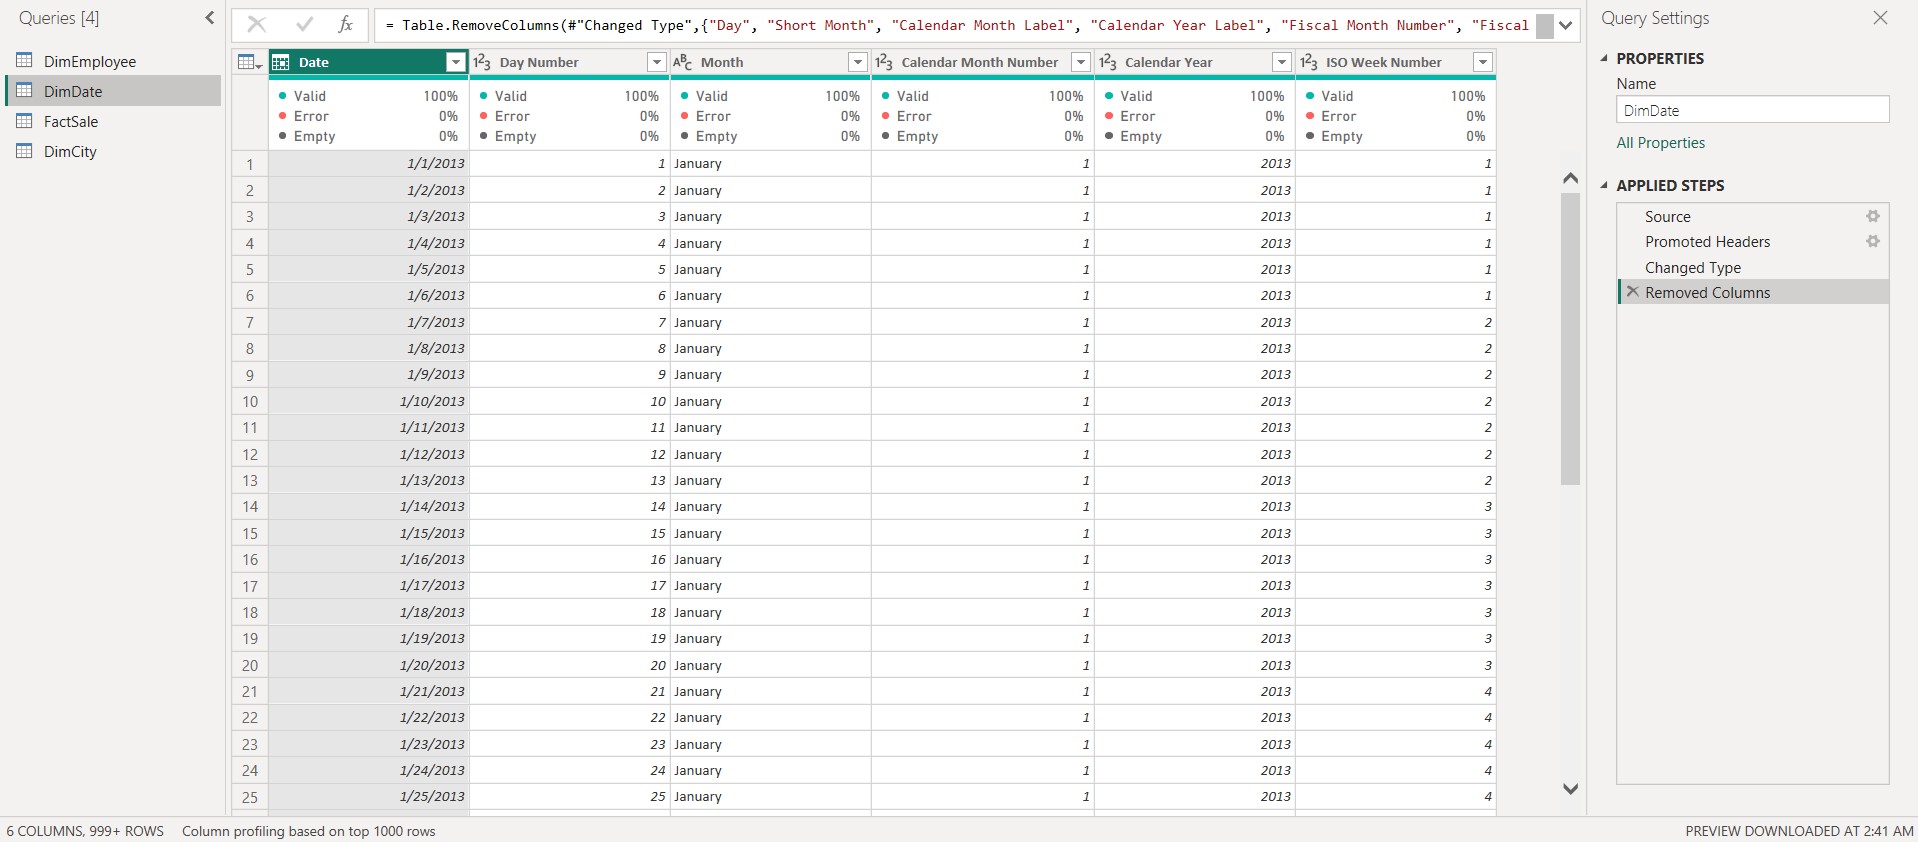 Queries [4]
DimEmployee
DimDate
FactSale
DimCity
fx
= Table.RemoveColumns(#"Changed Type",{"Day", "Short Month", "Calendar Month Label", "Calendar Year Label", "Fiscal Month Number", "Fiscal
Date 123 Day Number ABC Month 123 Calendar Month Number 123 Calendar Year 123 ISO Week Number
Valid 100% Valid 100% Valid 100% Valid 100% Valid 100% Valid 100%
Error 0% Error 0% Error 0% Error 0% Error 0% Error 0%
Empty 0% Empty 0% Empty 0% Empty 0% Empty 0% Empty 0%
1 1/1/2013 1 January 1 2013 1
2 1/2/2013 2 January 1 2013 1
3 1/3/2013 3 January 1 2013 1
4 1/4/2013 4 January 1 2013 1
5 1/5/2013 5 January 1 2013 1
6 1/6/2013 6 January 1 2013 1
7 1/7/2013 7 January 1 2013 2
8 1/8/2013 8 January 1 2013 2
9 1/9/2013 9 January 1 2013 2
10 1/10/2013 10 January 1 2013 2
11 1/11/2013 11 January 1 2013 2
12 1/12/2013 12 January 1 2013 2
13 1/13/2013 13 January 1 2013 2
14 1/14/2013 14 January 1 2013 3
15 1/15/2013 15 January 1 2013 3
16 1/16/2013 16 January 1 2013 3
17 1/17/2013 17 January 1 2013 3
18 1/18/2013 18 January 1 2013 3
19 1/19/2013 19 January 1 2013 3
20 1/20/2013 20 January 1 2013 3
21 1/21/2013 21 January 1 2013 4
22 1/22/2013 22 January 1 2013 4
23 1/23/2013 23 January 1 2013 4
24 1/24/2013 24 January 1 2013 4
25 1/25/2013 25 January 1 2013 4
Query Settings
PROPERTIES
Name
DimDate
All Properties
APPLIED STEPS
Source
Promoted Headers
Changed Type
Removed Columns
6 COLUMNS, 999+ ROWS Column profiling based on top 1000 rows
PREVIEW DOWNLOADED AT 2:41 AM